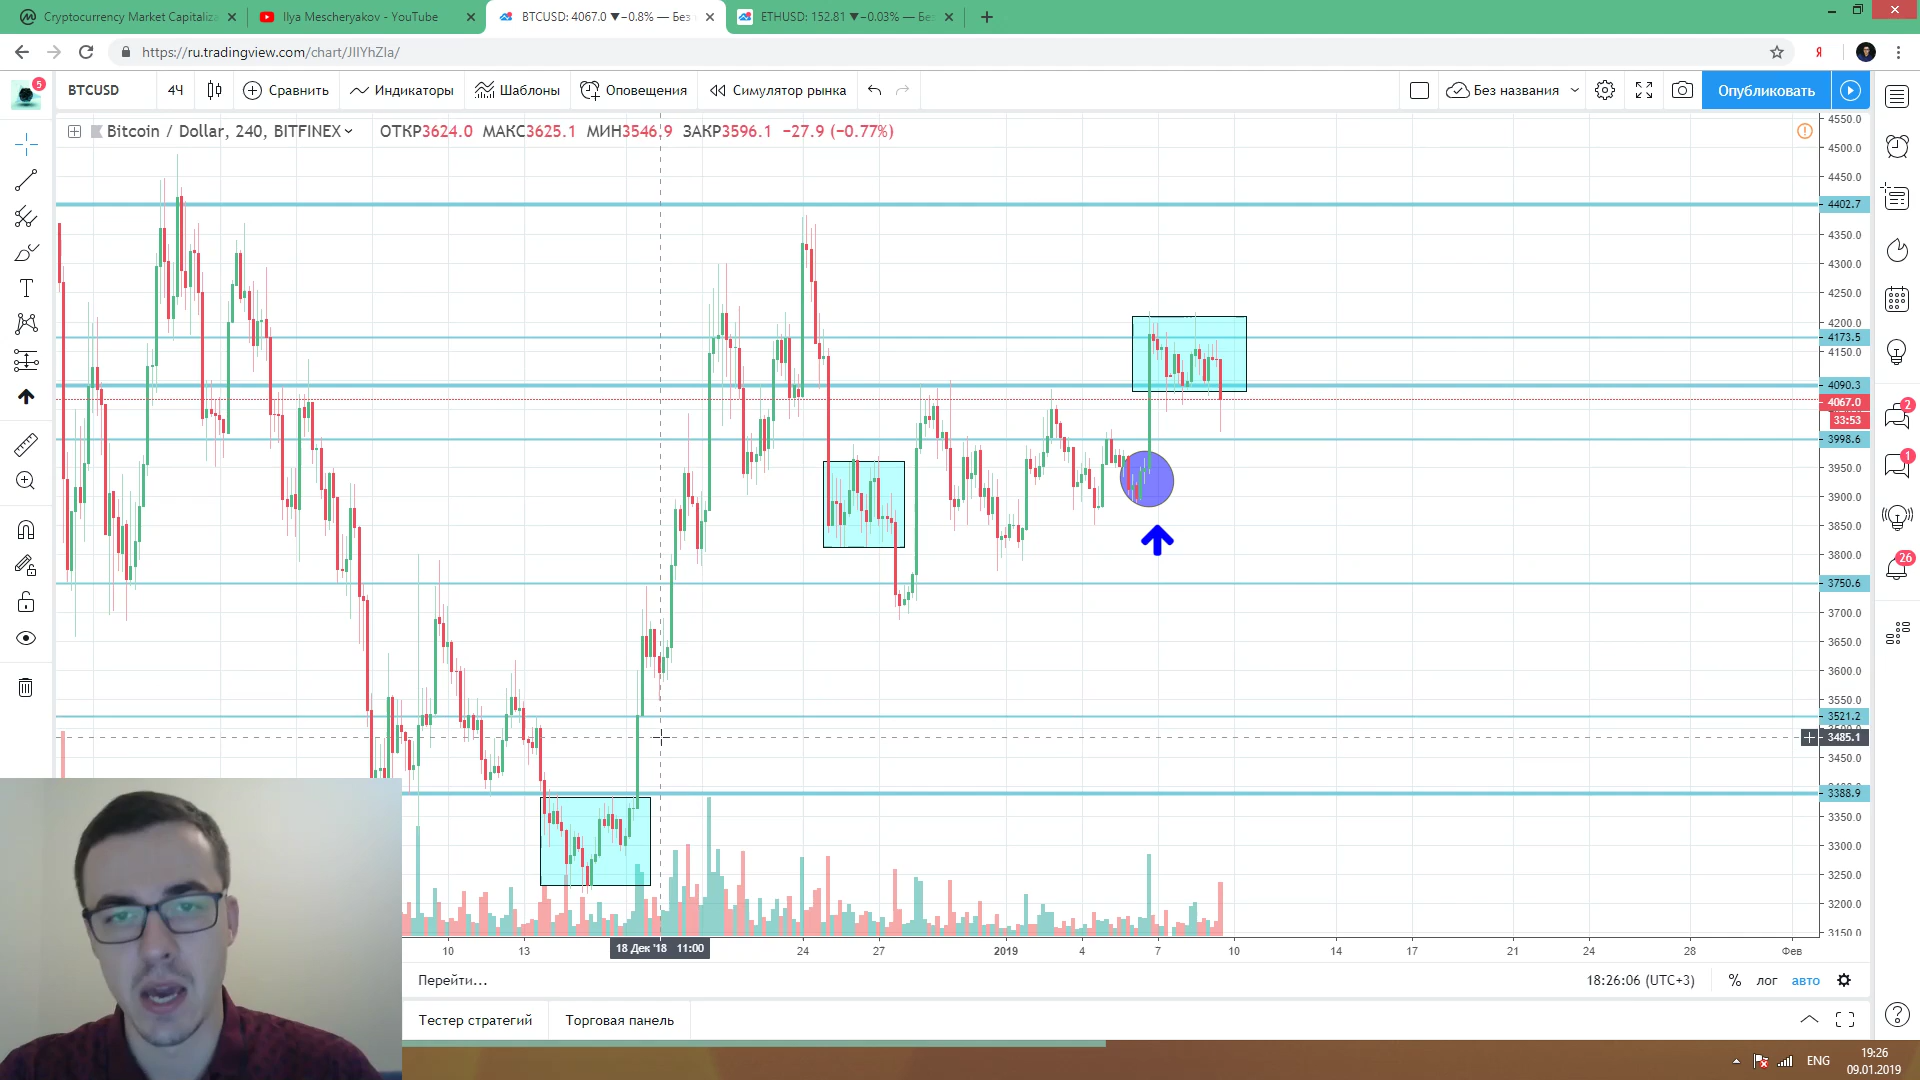 Cryptocurrency Market Capitaliza
Ilya Mescheryakov - YouTube
BTCUSD: 4067.0 ▼−0.8% — Без
ETHUSD: 152.81 ▼−0.03% — Бе
https://ru.tradingview.com/chart/JIIYhZIa/
5
BTCUSD
4Ч
Сравнить
Индикаторы
Шаблоны
Оповещения
Симулятор рынка
Без названия
Опубликовать
Bitcoin / Dollar, 240, BITFINEX
ОТКР3624.0 МАКС3625.1 МИН3546.9 ЗАКР3596.1 −27.9 (−0.77%)
4550.0
4500.0
4450.0
4402.7
4350.0
4300.0
4250.0
4200.0
4173.5
4150.0
4090.3
4067.0
33:53
3998.6
3950.0
3900.0
3850.0
3800.0
3750.6
3700.0
3650.0
3600.0
3550.0
3521.2
3485.1
3450.0
3388.9
3350.0
3300.0
3250.0
3200.0
3150.0
2
1
26
10
13
18 Дек '18 11:00
24
27
2019
4
7
10
14
17
21
24
28
Фев
Перейти...
18:26:06 (UTC+3)
%
лог
авто
Тестер стратегий
Торговая панель
ENG
19:26
09.01.2019